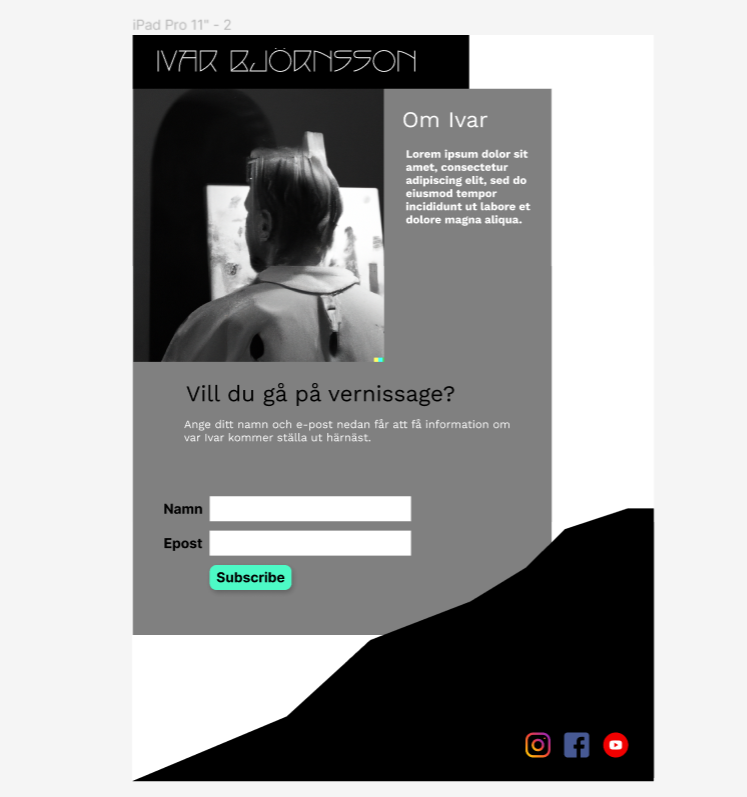 iPad Pro 11" - 2
IVAR BJÖRNSSON
Om Ivar
Lorem ipsum dolor sit
amet, consectetur
adipiscing elit, sed do
eiusmod tempor
incididunt ut labore et
dolore magna aliqua.
Vill du gå på vernissage?
Ange ditt namn och e-post nedan får att få information om
var Ivar kommer ställa ut härnäst.
Namn
Epost
Subscribe